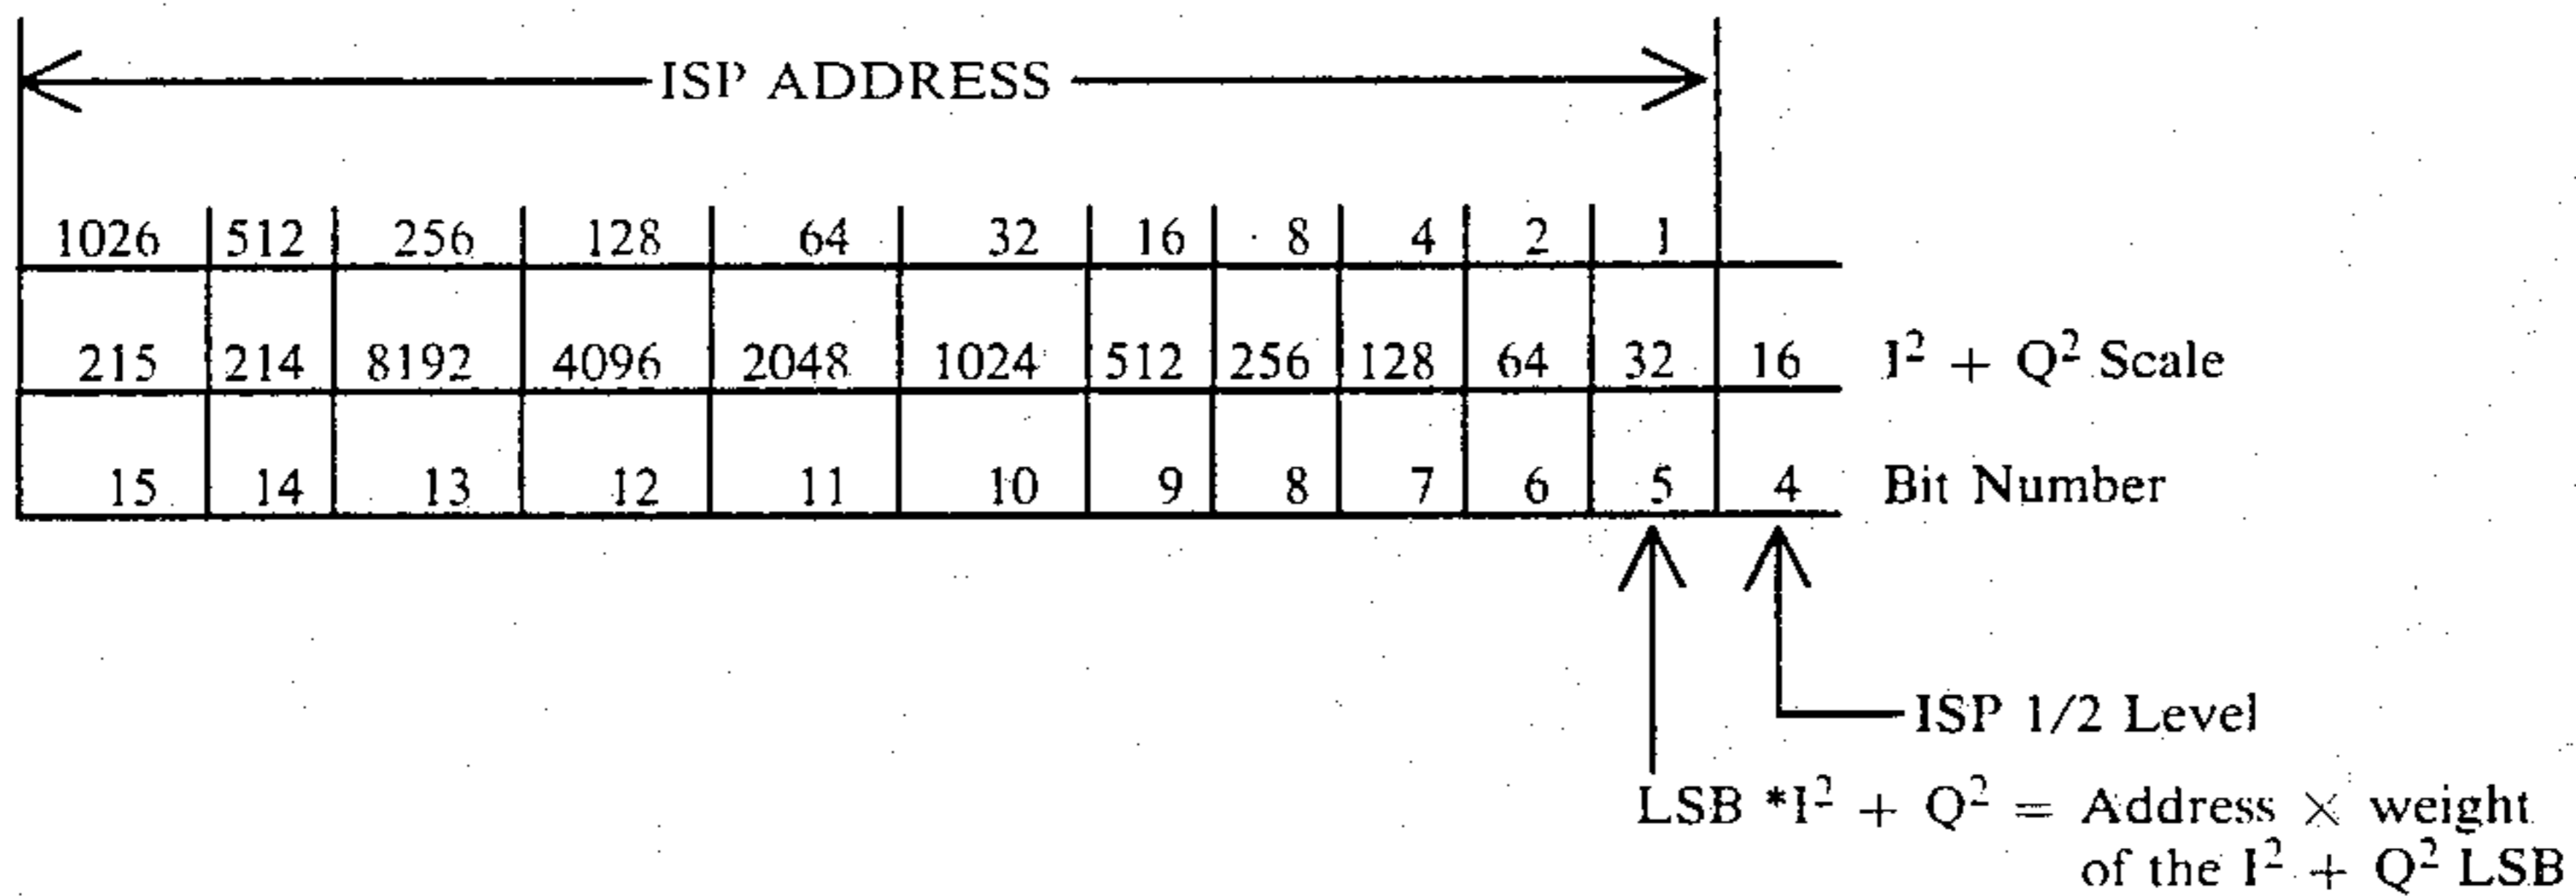 ISP ADDRESS
1026 512 256 128 64 32 16 8 4 2 1
215 214 8192 4096 2048 1024 512 256 128 64 32 16 I² + Q² Scale
15 14 13 12 11 10 9 8 7 6 5 4 Bit Number
ISP 1/2 Level
LSB *I² + Q² = Address × weight
of the I² + Q² LSB